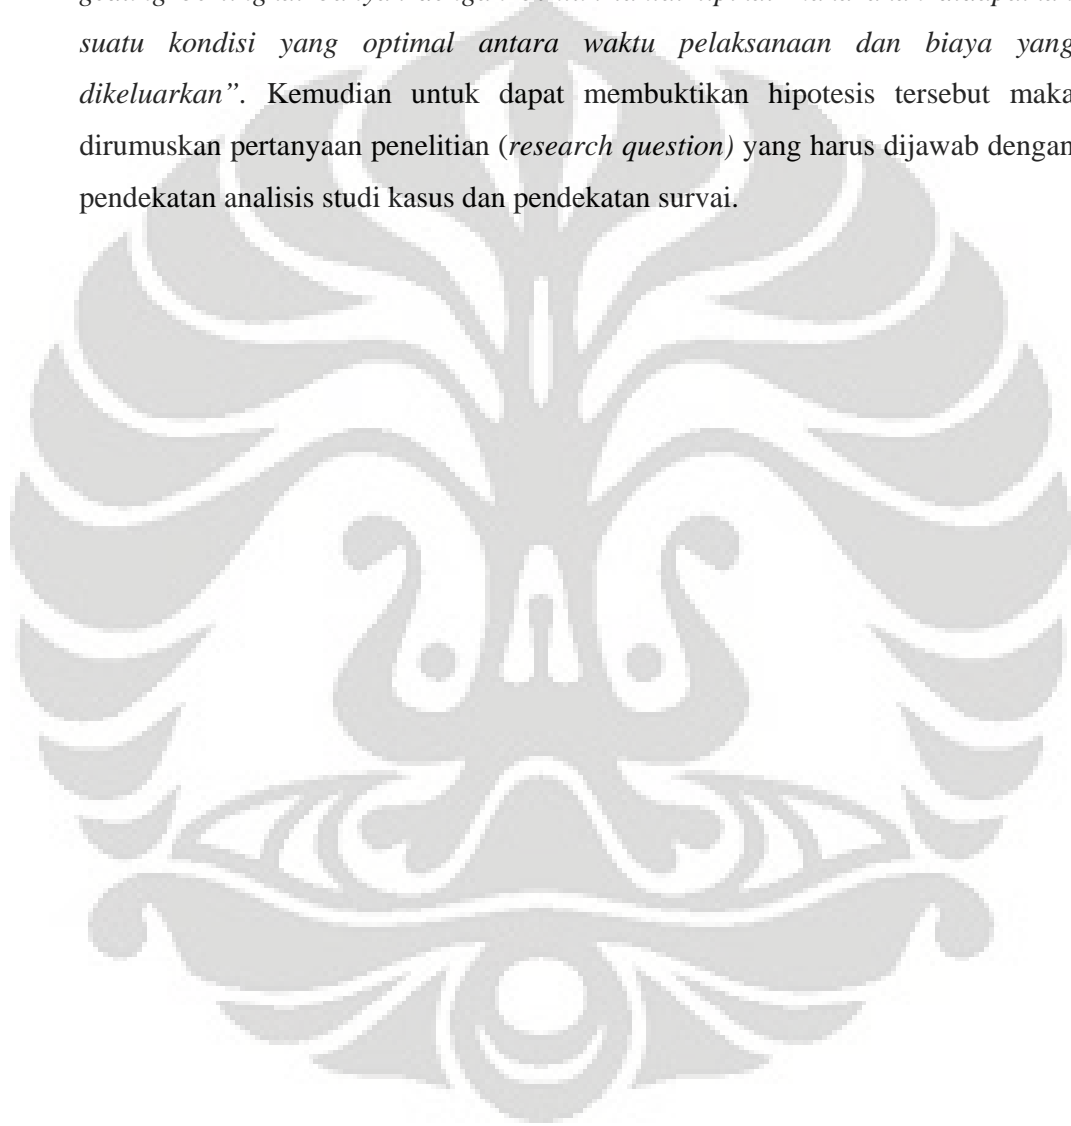 suatu kondisi yang optimal antara waktu pelaksanaan dan biaya yang
dikeluarkan”. Kemudian untuk dapat membuktikan hipotesis tersebut maka
dirumuskan pertanyaan penelitian (research question) yang harus dijawab dengan
pendekatan analisis studi kasus dan pendekatan survai.